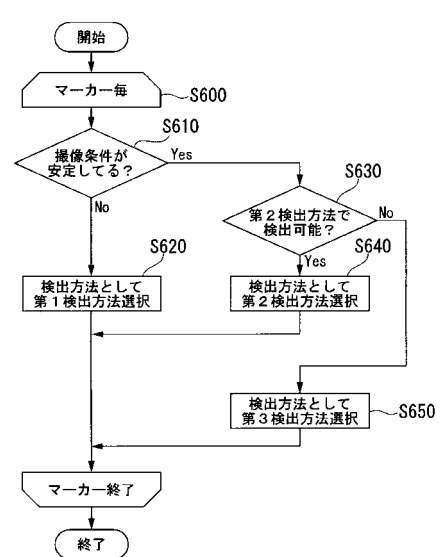 開始
マーカー毎
S600
S610
撮像条件が
安定してる？
Yes
No
S630
第2検出方法で
検出可能？
No
Yes
S620
検出方法として
第1検出方法選択
S640
検出方法として
第2検出方法選択
検出方法として
第3検出方法選択
S650
マーカー終了
終了